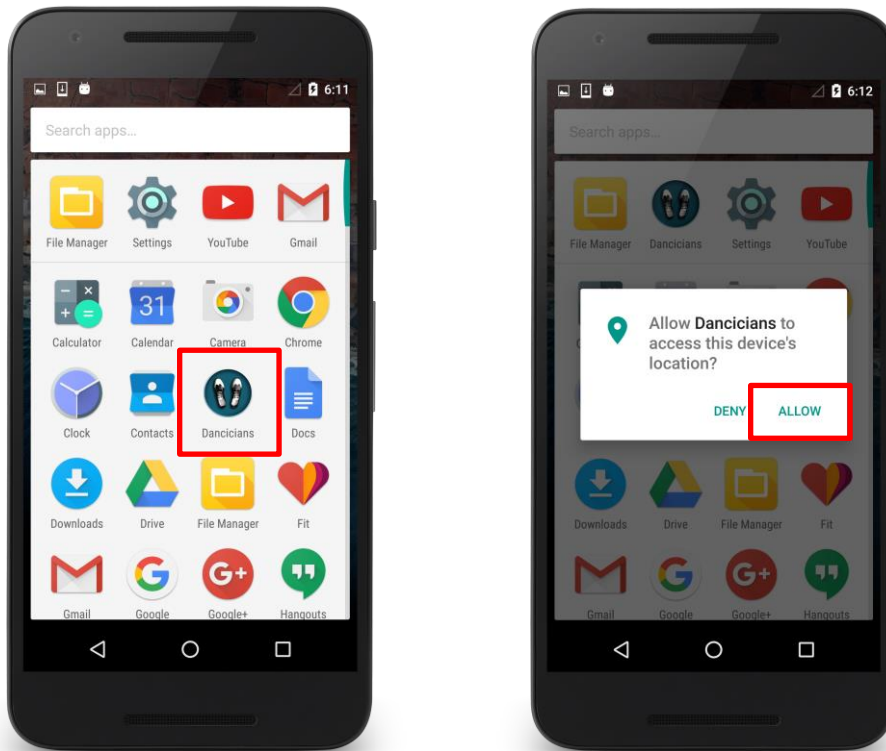 6:11
Search apps...
File Manager Settings YouTube Gmail
31
Calculator Calendar Camera Chrome
Clock Contacts Dancicians Docs
Downloads Drive File Manager Fit
G+
Gmail Google Google+ Hangouts
6:12
Search apps...
File Manager Dancicians Settings YouTube
Allow Dancicians to
access this device's
location?
DENY ALLOW
Downloads Drive File Manager Fit
G+
Gmail Google Google+ Hangouts